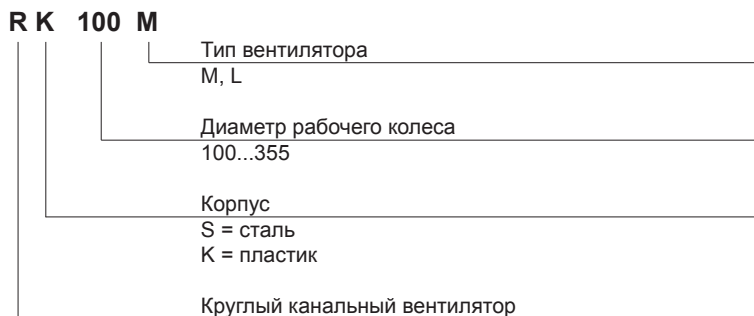 R K 100 M
Тип вентилятора
M, L
Диаметр рабочего колеса
100...355
Корпус
S = сталь
K = пластик
Круглый канальный вентилятор